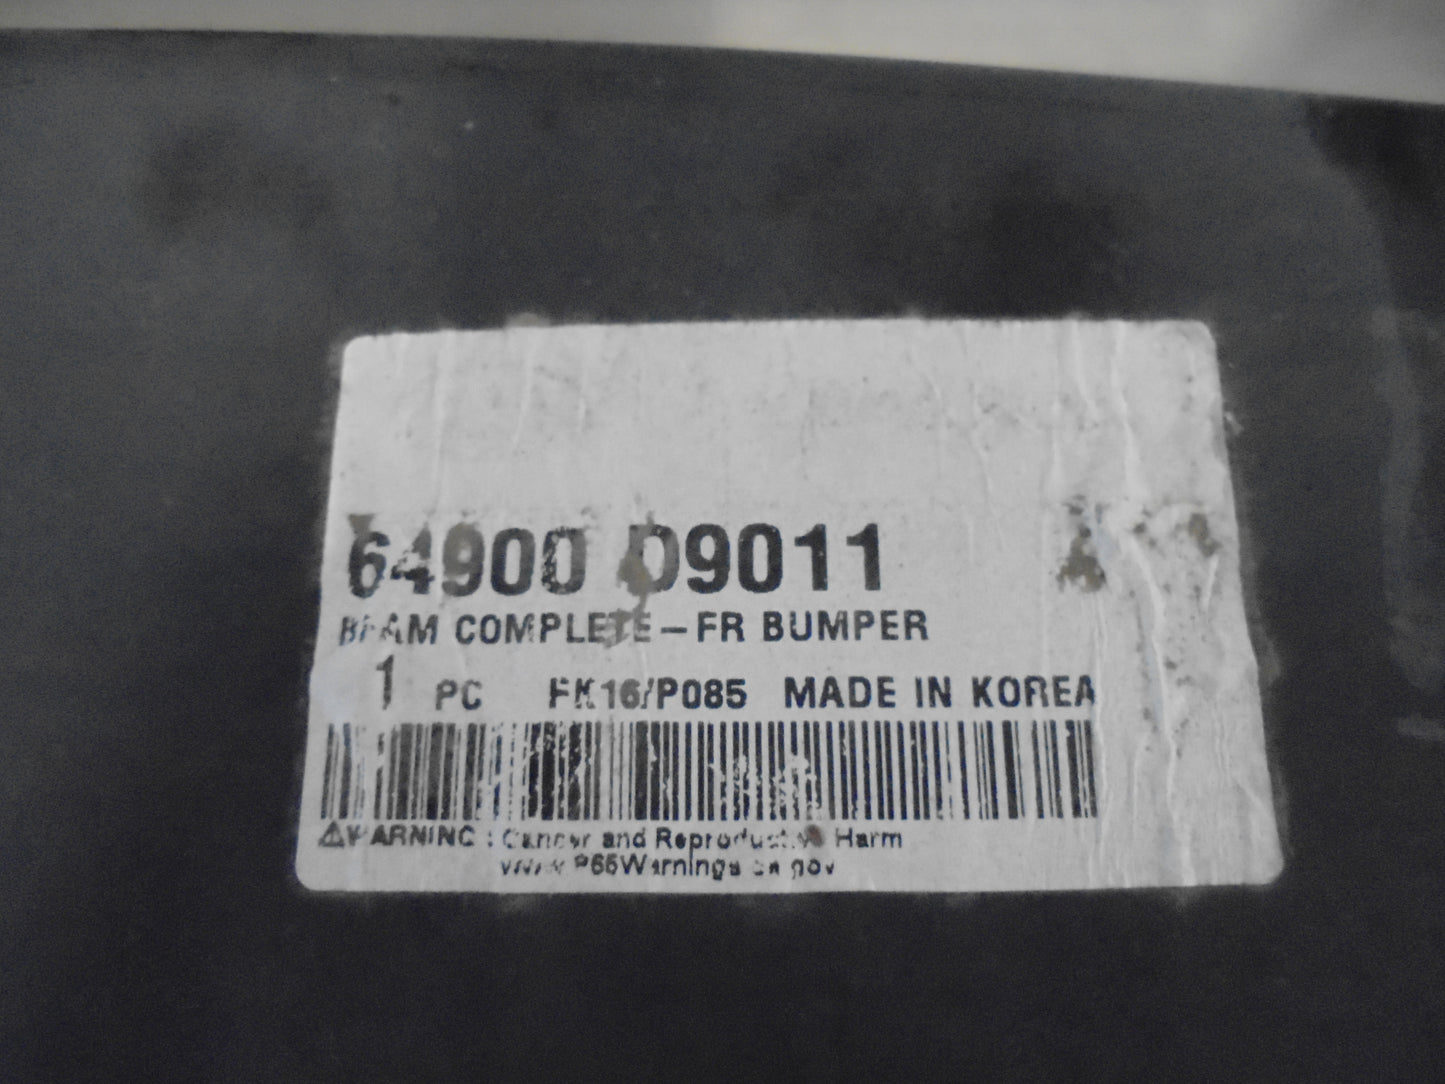 64900 D9011
BEAM COMPLETE-FR BUMPER
1 PC FK16/P085 MADE IN KOREA
⚠WARNING : Cancer and Reproductive Harm
www.P65Warnings.ca.gov